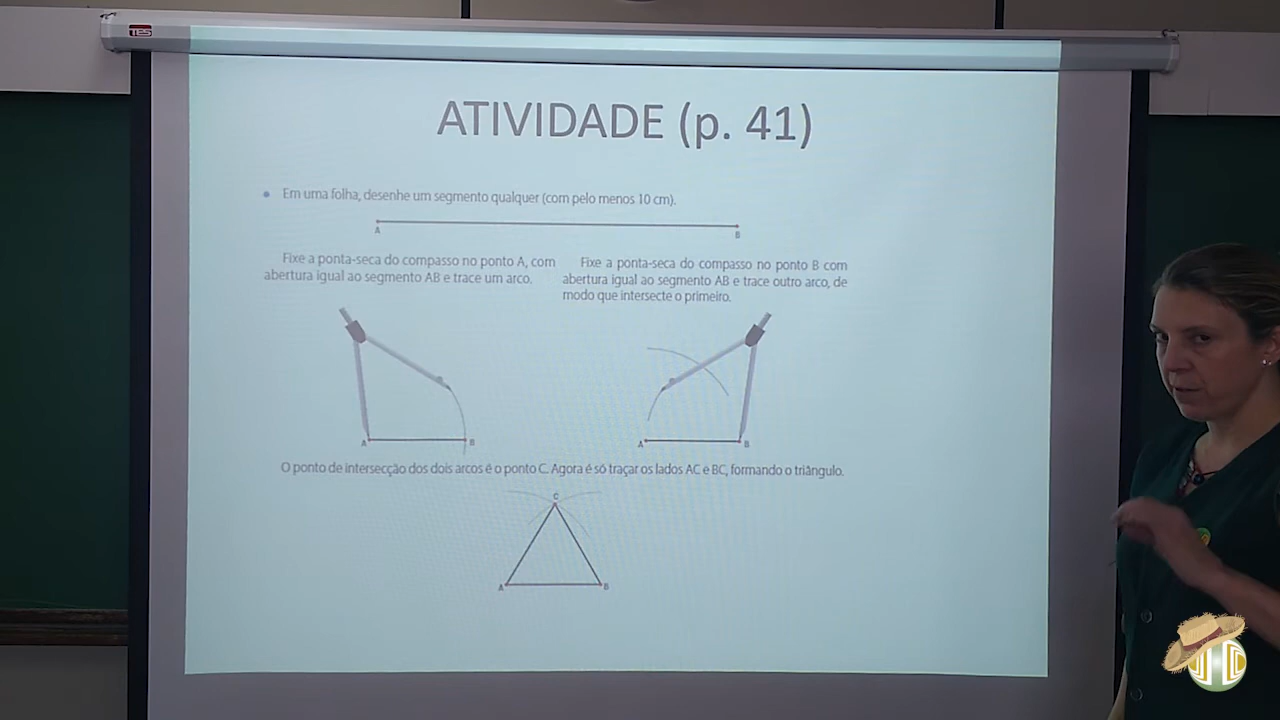 TES
ATIVIDADE (p. 41)
• Em uma folha, desenhe um segmento qualquer (com pelo menos 10 cm).
A B
Fixe a ponta-seca do compasso no ponto A, com
abertura igual ao segmento AB e trace um arco.
Fixe a ponta-seca do compasso no ponto B com
abertura igual ao segmento AB e trace outro arco, de
modo que intersecte o primeiro.
A B
A B
O ponto de intersecção dos dois arcos é o ponto C. Agora é só traçar os lados AC e BC, formando o triângulo.
C
A B